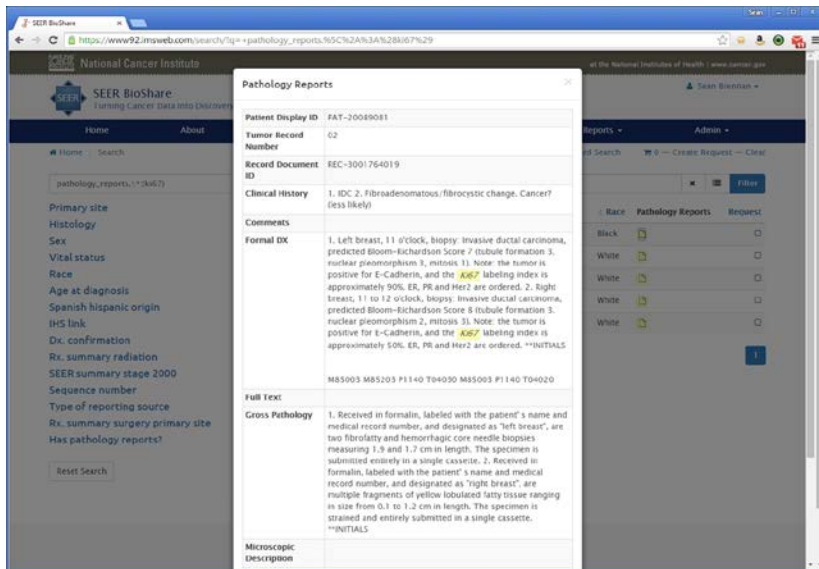 SEER BioShare
Sean
https://www92.imsweb.com/search/?q=+pathology_reports.%5C%2A%3A%28ki67%29
NIH National Cancer Institute
at the National Institutes of Health | www.cancer.gov
SEER
SEER BioShare
Turning Cancer Data Into Discovery
Sean Brennan
Home
About
Reports
Admin
Home
Search
Search
0 — Create Request — Clear
pathology_reports.\*:(ki67)
Filter
Primary site
Histology
Sex
Vital status
Race
Age at diagnosis
Spanish hispanic origin
IHS link
Dx. confirmation
Rx. summary radiation
SEER summary stage 2000
Sequence number
Type of reporting source
Rx. summary surgery primary site
Has pathology reports?
Reset Search
Race Pathology Reports Request
Black
White
White
White
White
1
Pathology Reports
×
Patient Display ID PAT-20089081
Tumor Record
Number
02
Record Document
ID
REC-3001764019
Clinical History
1. IDC 2. Fibroadenomatous/fibrocystic change. Cancer?
(less likely)
Comments
Formal DX
1. Left breast, 11 o'clock, biopsy: Invasive ductal carcinoma,
predicted Bloom-Richardson Score 7 (tubule formation 3,
nuclear pleomorphism 3, mitosis 1). Note: the tumor is
positive for E-Cadherin, and the Ki67 labeling index is
approximately 90%. ER, PR and Her2 are ordered. 2. Right
breast, 11 to 12 o'clock, biopsy: Invasive ductal carcinoma,
predicted Bloom-Richardson Score 8 (tubule formation 3,
nuclear pleomorphism 2, mitosis 3). Note: the tumor is
positive for E-Cadherin, and the Ki67 labeling index is
approximately 50%. ER, PR and Her2 are ordered. **INITIALS
M85003 M85203 P1140 T04030 M85003 P1140 T04020
Full Text
Gross Pathology
1. Received in formalin, labeled with the patient's name and
medical record number, and designated as "left breast", are
two fibrofatty and hemorrhagic core needle biopsies
measuring 1.9 and 1.7 cm in length. The specimen is
submitted entirely in a single cassette. 2. Received in
formalin, labeled with the patient's name and medical
record number, and designated as "right breast", are
multiple fragments of yellow lobulated fatty tissue ranging
in size from 0.1 to 1.2 cm in length. The specimen is
strained and entirely submitted in a single cassette.
**INITIALS
Microscopic
Description